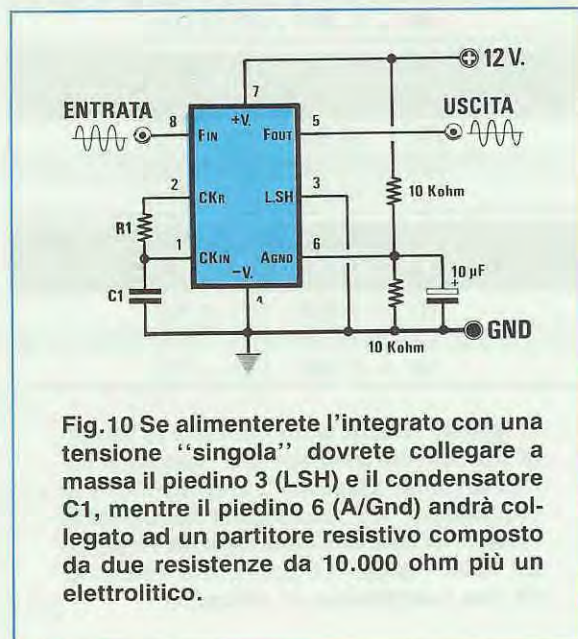 12 V.
7
ENTRATA
USCITA
8
+V.
5
FIN
FOUT
2
3
CKR
LSH
10 Kohm
R1
1
6
CKIN
AGND
10 µF
+
C1
-V.
4
10 Kohm
GND
Fig.10 Se alimenterete l'integrato con una
tensione ‘‘singola’’ dovrete collegare a
massa il piedino 3 (LSH) e il condensatore
C1, mentre il piedino 6 (A/Gnd) andrà col-
legato ad un partitore resistivo composto
da due resistenze da 10.000 ohm più un
elettrolitico.